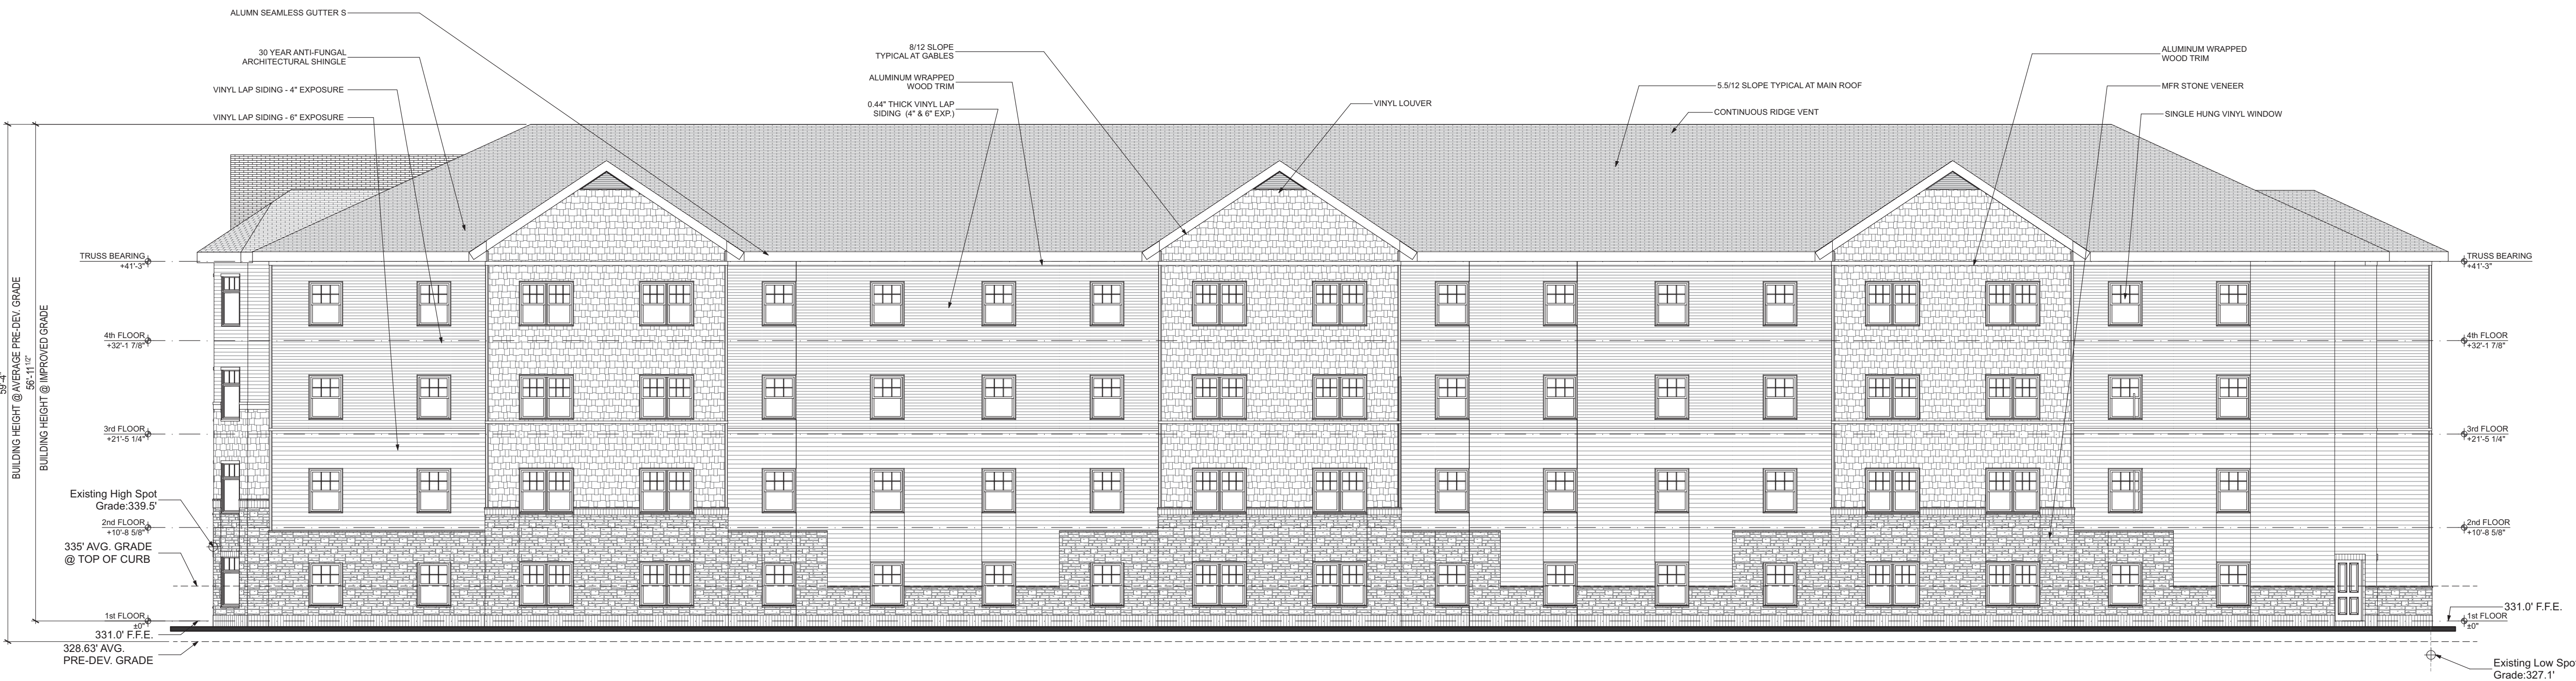 ALUMN SEAMLESS GUTTER S
30 YEAR ANTI-FUNGAL
ARCHITECTURAL SHINGLE
VINYL LAP SIDING - 4" EXPOSURE
VINYL LAP SIDING - 6" EXPOSURE
8/12 SLOPE
TYPICAL AT GABLES
ALUMINUM WRAPPED
WOOD TRIM
0.44" THICK VINYL LAP
SIDING (4" & 6" EXP.)
VINYL LOUVER
5.5/12 SLOPE TYPICAL AT MAIN ROOF
CONTINUOUS RIDGE VENT
ALUMINUM WRAPPED
WOOD TRIM
MFR STONE VENEER
SINGLE HUNG VINYL WINDOW
59'-4"
BUILDING HEIGHT @ AVERAGE PRE-DEV. GRADE
56'-11 1/2"
BUILDING HEIGHT @ IMPROVED GRADE
TRUSS BEARING
+41'-3"
4th FLOOR
+32'-1 7/8"
3rd FLOOR
+21'-5 1/4"
Existing High Spot
Grade:339.5'
2nd FLOOR
+10'-8 5/8"
335' AVG. GRADE
@ TOP OF CURB
1st FLOOR
±0"
331.0' F.F.E.
328.63' AVG.
PRE-DEV. GRADE
TRUSS BEARING
+41'-3"
4th FLOOR
+32'-1 7/8"
3rd FLOOR
+21'-5 1/4"
2nd FLOOR
+10'-8 5/8"
331.0' F.F.E.
1st FLOOR
±0"
Existing Low Spot
Grade:327.1'